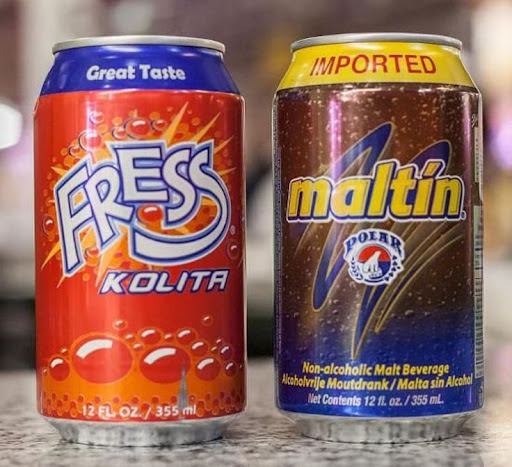 Great Taste
FRESS®
KOLITA
12 FL OZ. / 355 ml
IMPORTED
maltín
POLAR
Non-alcoholic Malt Beverage
Alcoholvrije Moutdrank / Malta sin Alcohol
Net Contents 12 fl. oz. / 355 mL.